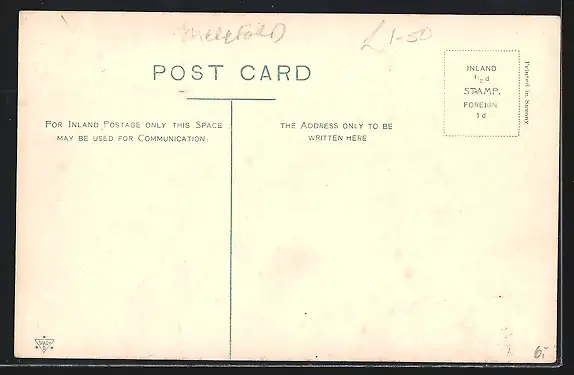 £1-50
POST CARD
INLAND
½d
STAMP.
FOREIGN
1d
Printed in Saxony
FOR INLAND POSTAGE ONLY THIS SPACE
MAY BE USED FOR COMMUNICATION.
THE ADDRESS ONLY TO BE
WRITTEN HERE
6.